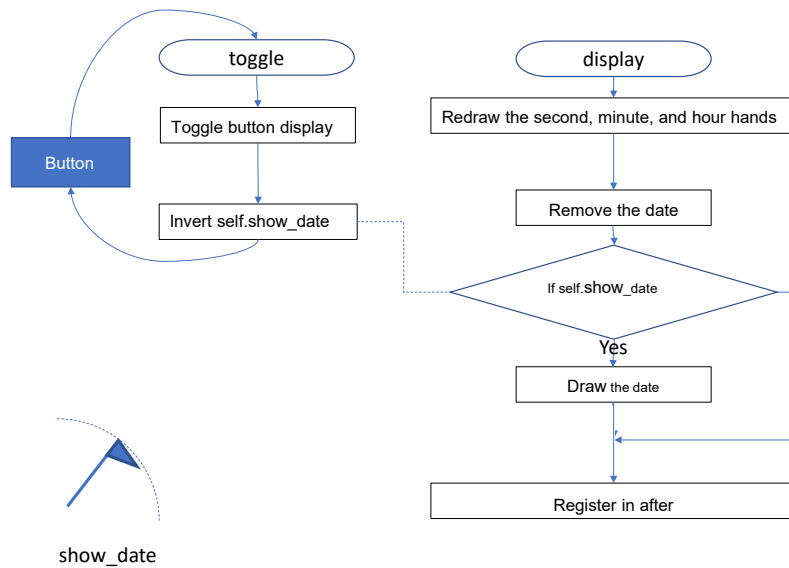 toggle
Toggle button display
Button
Invert self.show_date
display
Redraw the second, minute, and hour hands
Remove the date
If self.show_date
Yes
Draw the date
Register in after
show_date